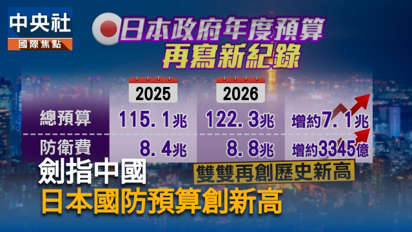 中央社
國際焦點
日本政府年度預算
再寫新紀錄
2025
2026
總預算 115.1兆 122.3兆 增約7.1兆
防衛費 8.4兆 8.8兆 增約3345億
雙雙再創歷史新高
劍指中國
日本國防預算創新高